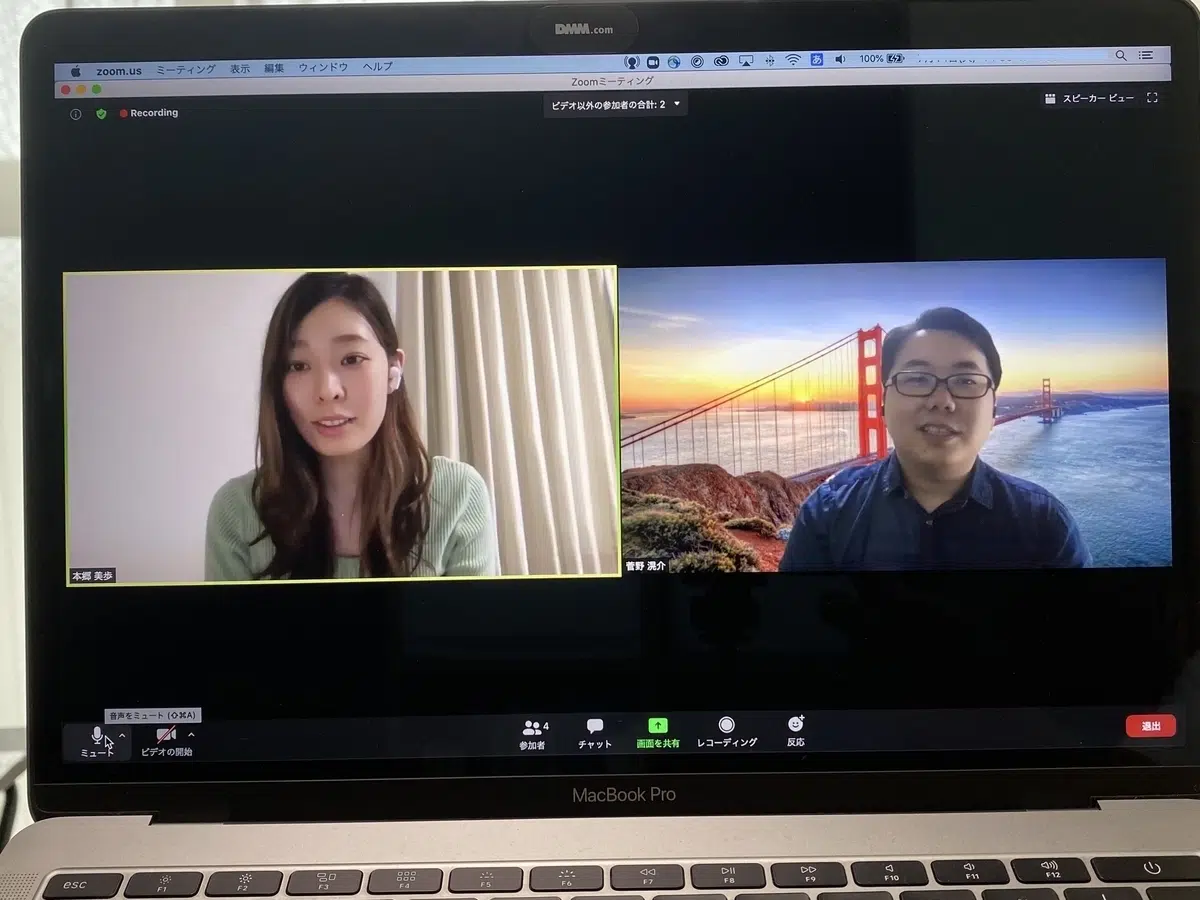 DMM.com
zoom.us ミーティング 表示 編集 ウィンドウ ヘルプ あ 100%
Zoomミーティング
Recording
ビデオ以外の参加者の合計: 2
スピーカー ビュー
本郷 美歩
菅野 滉介
音声をミュート (⇧⌘A)
ミュート
ビデオの開始
4
参加者
チャット
画面を共有
レコーディング
反応
退出
MacBook Pro
esc F1 F2 F3 F4 F5 F6 F7 F8 F9 F10 F11 F12